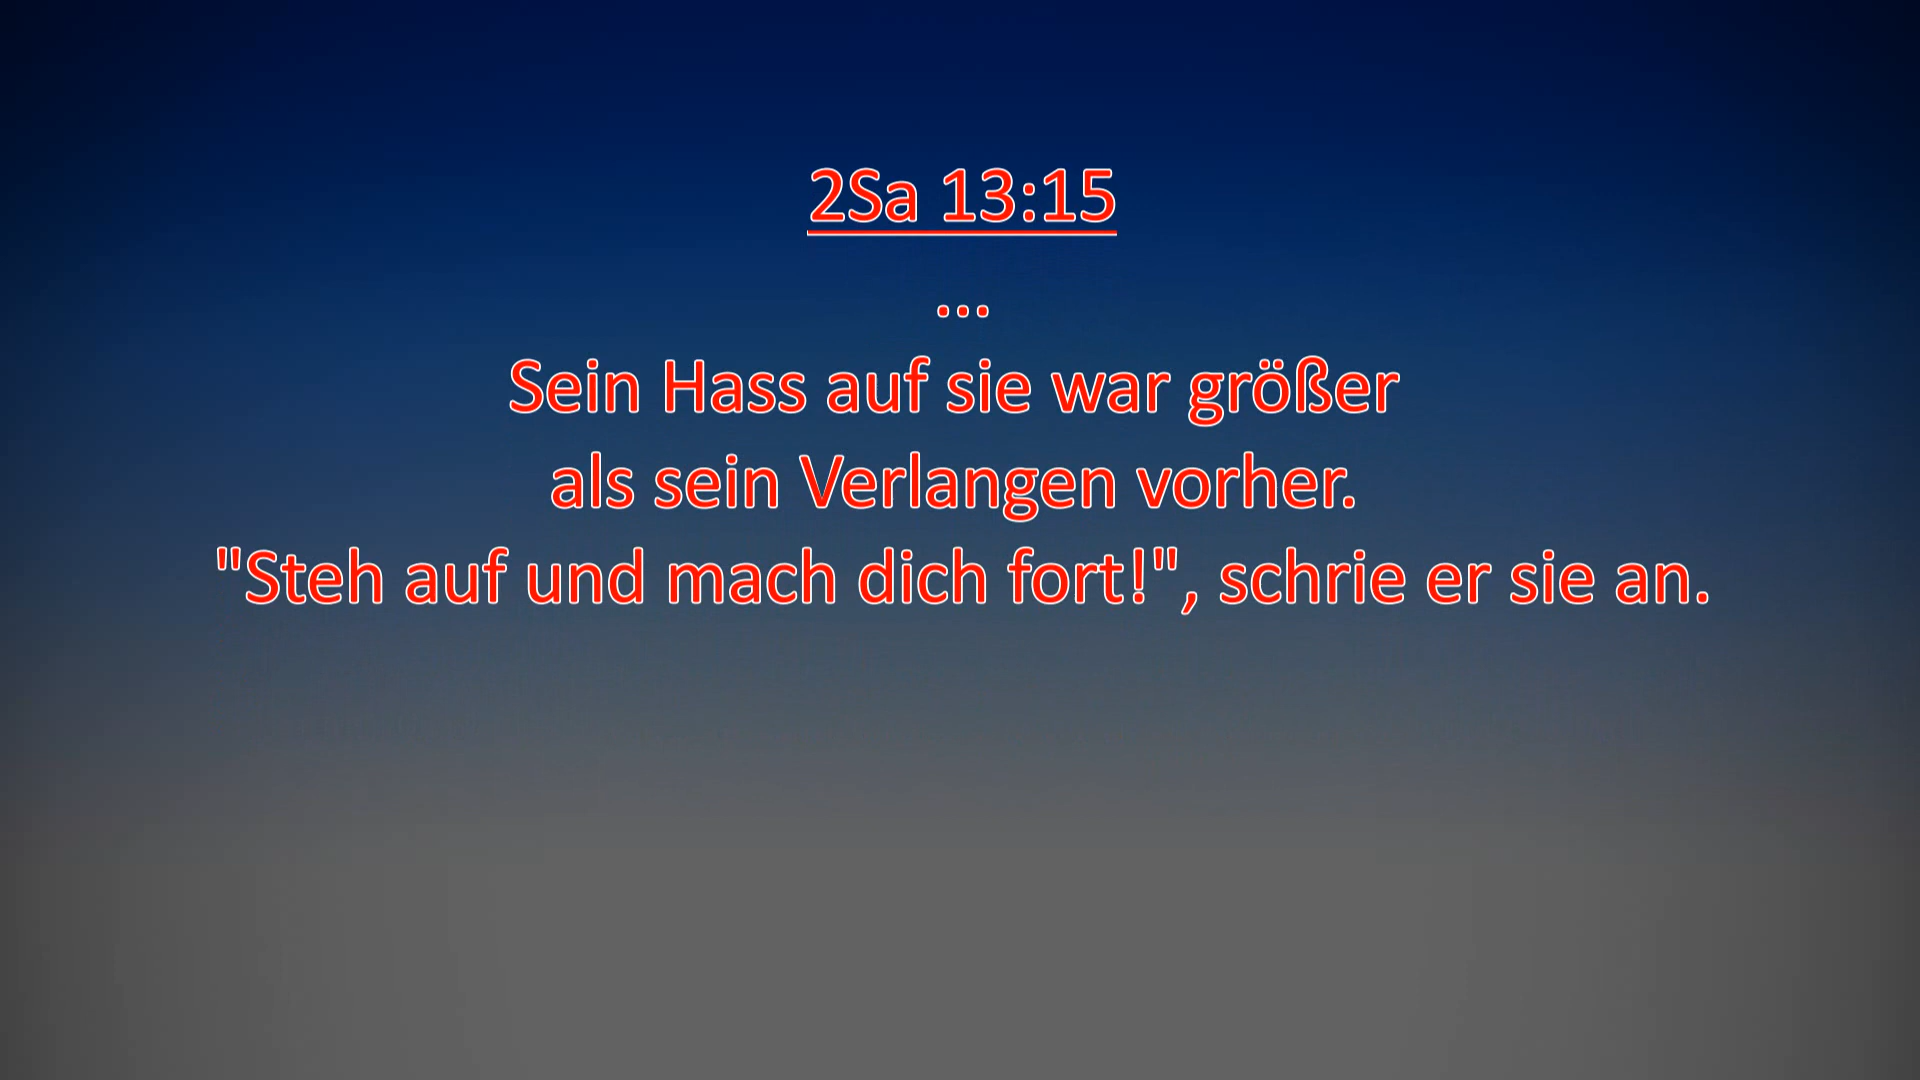 2Sa 13:15
...
Sein Hass auf sie war größer
als sein Verlangen vorher.
"Steh auf und mach dich fort!", schrie er sie an.